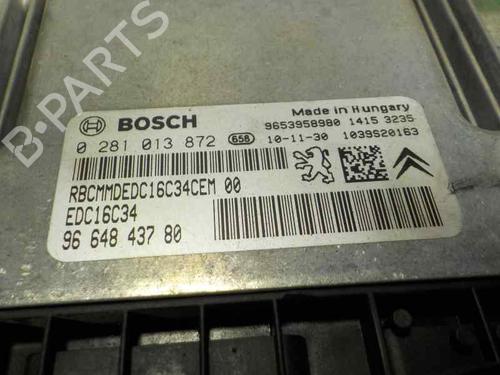 BOSCH
Made in Hungary
9653958980 1415 3235
0 281 013 872 658 10-11-30 1039S20163
RBCMMDEDC16C34CEM 00
EDC16C34
96 648 437 80
B-PARTS